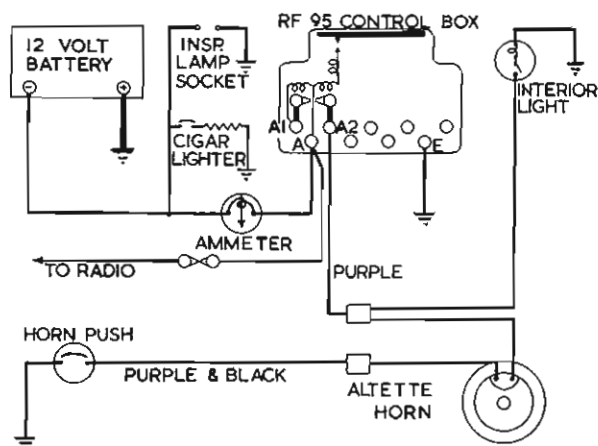 RF 95 CONTROL BOX
12 VOLT
BATTERY
INSP.
LAMP
SOCKET
INTERIOR
LIGHT
A1
A2
CIGAR
LIGHTER
A
E
AMMETER
TO RADIO
PURPLE
HORN PUSH
PURPLE & BLACK
ALTETTE
HORN